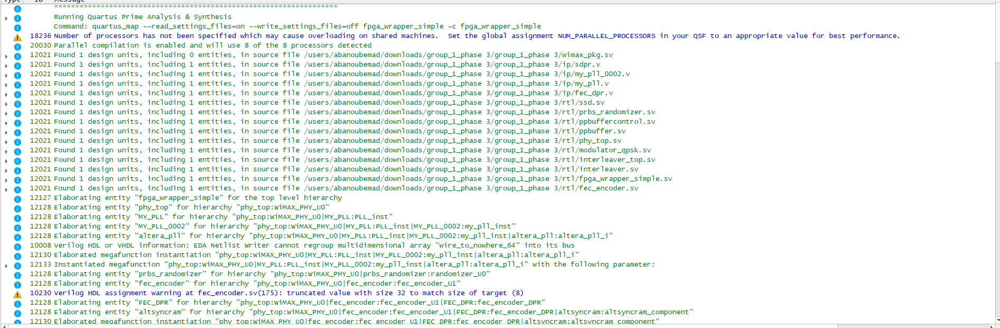 Type ID Message
*******************************************************************
Running Quartus Prime Analysis & Synthesis
Command: quartus_map --read_settings_files=on --write_settings_files=off fpga_wrapper_simple -c fpga_wrapper_simple
18236 Number of processors has not been specified which may cause overloading on shared machines.  Set the global assignment NUM_PARALLEL_PROCESSORS in your QSF to an appropriate value for best performance.
20030 Parallel compilation is enabled and will use 8 of the 8 processors detected
12021 Found 1 design units, including 0 entities, in source file /users/abanoubemad/downloads/group_1_phase 3/group_1_phase 3/wimax_pkg.sv
12021 Found 1 design units, including 1 entities, in source file /users/abanoubemad/downloads/group_1_phase 3/group_1_phase 3/ip/sdpr.v
12021 Found 1 design units, including 1 entities, in source file /users/abanoubemad/downloads/group_1_phase 3/group_1_phase 3/ip/my_pll_0002.v
12021 Found 1 design units, including 1 entities, in source file /users/abanoubemad/downloads/group_1_phase 3/group_1_phase 3/ip/my_pll.v
12021 Found 1 design units, including 1 entities, in source file /users/abanoubemad/downloads/group_1_phase 3/group_1_phase 3/ip/fec_dpr.v
12021 Found 1 design units, including 1 entities, in source file /users/abanoubemad/downloads/group_1_phase 3/group_1_phase 3/rtl/ssd.sv
12021 Found 1 design units, including 1 entities, in source file /users/abanoubemad/downloads/group_1_phase 3/group_1_phase 3/rtl/prbs_randomizer.sv
12021 Found 1 design units, including 1 entities, in source file /users/abanoubemad/downloads/group_1_phase 3/group_1_phase 3/rtl/ppbuffercontrol.sv
12021 Found 1 design units, including 1 entities, in source file /users/abanoubemad/downloads/group_1_phase 3/group_1_phase 3/rtl/ppbuffer.sv
12021 Found 1 design units, including 1 entities, in source file /users/abanoubemad/downloads/group_1_phase 3/group_1_phase 3/rtl/phy_top.sv
12021 Found 1 design units, including 1 entities, in source file /users/abanoubemad/downloads/group_1_phase 3/group_1_phase 3/rtl/modulator_qpsk.sv
12021 Found 1 design units, including 1 entities, in source file /users/abanoubemad/downloads/group_1_phase 3/group_1_phase 3/rtl/interleaver_top.sv
12021 Found 1 design units, including 1 entities, in source file /users/abanoubemad/downloads/group_1_phase 3/group_1_phase 3/rtl/interleaver.sv
12021 Found 1 design units, including 1 entities, in source file /users/abanoubemad/downloads/group_1_phase 3/group_1_phase 3/rtl/fpga_wrapper_simple.sv
12021 Found 1 design units, including 1 entities, in source file /users/abanoubemad/downloads/group_1_phase 3/group_1_phase 3/rtl/fec_encoder.sv
12127 Elaborating entity "fpga_wrapper_simple" for the top level hierarchy
12128 Elaborating entity "phy_top" for hierarchy "phy_top:WiMAX_PHY_U0"
12128 Elaborating entity "MY_PLL" for hierarchy "phy_top:WiMAX_PHY_U0|MY_PLL:PLL_inst"
12128 Elaborating entity "MY_PLL_0002" for hierarchy "phy_top:WiMAX_PHY_U0|MY_PLL:PLL_inst|MY_PLL_0002:my_pll_inst"
12128 Elaborating entity "altera_pll" for hierarchy "phy_top:WiMAX_PHY_U0|MY_PLL:PLL_inst|MY_PLL_0002:my_pll_inst|altera_pll:altera_pll_i"
10008 Verilog HDL or VHDL information: EDA Netlist Writer cannot regroup multidimensional array "wire_to_nowhere_64" into its bus
12130 Elaborated megafunction instantiation "phy_top:WiMAX_PHY_U0|MY_PLL:PLL_inst|MY_PLL_0002:my_pll_inst|altera_pll:altera_pll_i"
12133 Instantiated megafunction "phy_top:WiMAX_PHY_U0|MY_PLL:PLL_inst|MY_PLL_0002:my_pll_inst|altera_pll:altera_pll_i" with the following parameter:
12128 Elaborating entity "prbs_randomizer" for hierarchy "phy_top:WiMAX_PHY_U0|prbs_randomizer:randomizer_U0"
12128 Elaborating entity "fec_encoder" for hierarchy "phy_top:WiMAX_PHY_U0|fec_encoder:fec_encoder_U1"
10230 Verilog HDL assignment warning at fec_encoder.sv(175): truncated value with size 32 to match size of target (8)
12128 Elaborating entity "FEC_DPR" for hierarchy "phy_top:WiMAX_PHY_U0|fec_encoder:fec_encoder_U1|FEC_DPR:fec_encoder_DPR"
12128 Elaborating entity "altsyncram" for hierarchy "phy_top:WiMAX_PHY_U0|fec_encoder:fec_encoder_U1|FEC_DPR:fec_encoder_DPR|altsyncram:altsyncram_component"
12130 Elaborated megafunction instantiation "phy_top:WiMAX_PHY_U0|fec_encoder:fec_encoder_U1|FEC_DPR:fec_encoder_DPR|altsyncram:altsyncram_component"